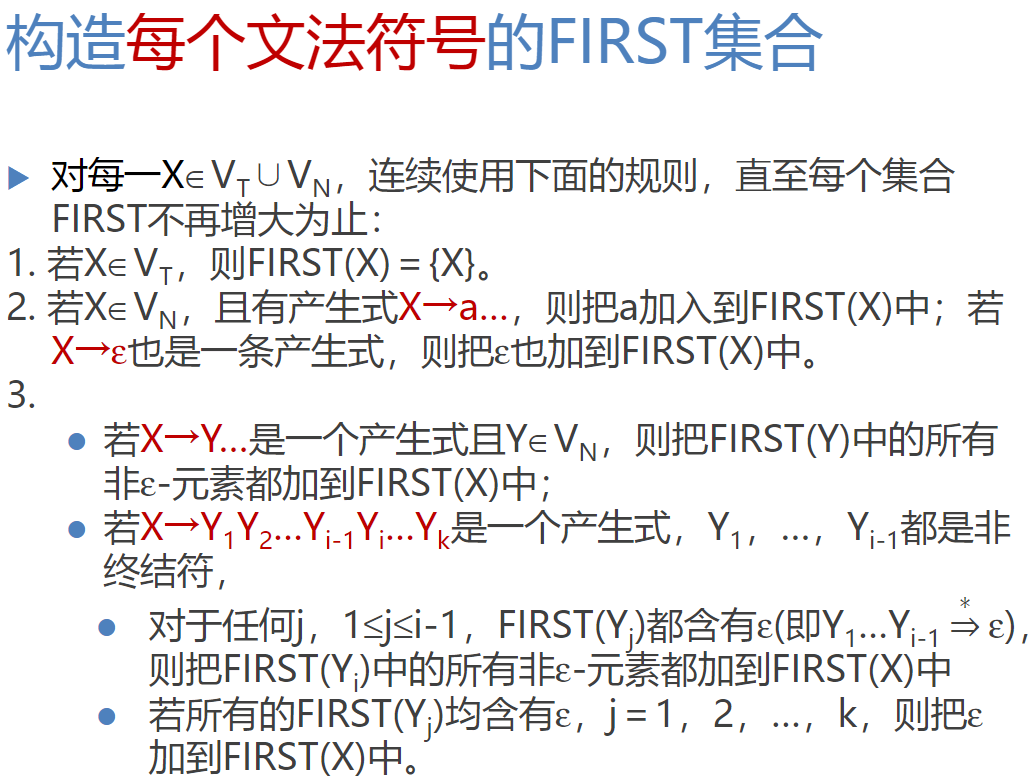 构造每个文法符号的FIRST集合
▶ 对每一X∈V_T∪V_N，连续使用下面的规则，直至每个集合
FIRST不再增大为止：
1. 若X∈V_T，则FIRST(X)＝{X}。
2. 若X∈V_N，且有产生式X→a…，则把a加入到FIRST(X)中；若
X→ε也是一条产生式，则把ε也加到FIRST(X)中。
3.
● 若X→Y…是一个产生式且Y∈V_N，则把FIRST(Y)中的所有
非ε-元素都加到FIRST(X)中；
● 若X→Y_1Y_2…Y_{i-1}Y_i…Y_k是一个产生式，Y_1，…，Y_{i-1}都是非
终结符，
● 对于任何j，1≤j≤i-1，FIRST(Y_j)都含有ε(即Y_1…Y_{i-1} ⇒* ε)，
则把FIRST(Y_i)中的所有非ε-元素都加到FIRST(X)中
● 若所有的FIRST(Y_j)均含有ε，j＝1，2，…，k，则把ε
加到FIRST(X)中。